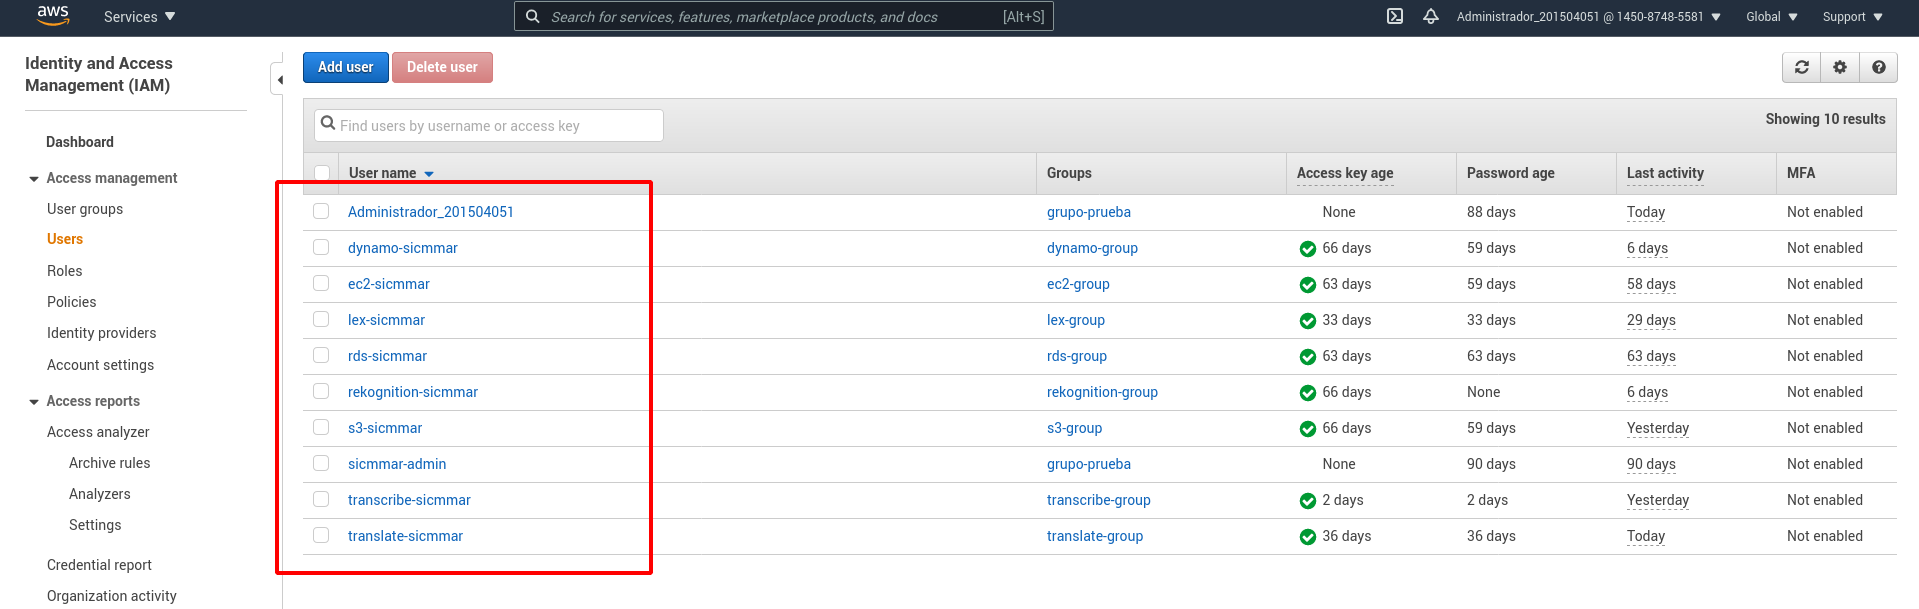 aws Services Search for services, features, marketplace products, and docs [Alt+S] Administrador_201504051 @ 1450-8748-5581 Global Support
Identity and Access
Management (IAM)
Dashboard
Access management
User groups
Users
Roles
Policies
Identity providers
Account settings
Access reports
Access analyzer
Archive rules
Analyzers
Settings
Credential report
Organization activity
Add user Delete user
Find users by username or access key
Showing 10 results
User name Groups Access key age Password age Last activity MFA
Administrador_201504051 grupo-prueba None 88 days Today Not enabled
dynamo-sicmmar dynamo-group 66 days 59 days 6 days Not enabled
ec2-sicmmar ec2-group 63 days 59 days 58 days Not enabled
lex-sicmmar lex-group 33 days 33 days 29 days Not enabled
rds-sicmmar rds-group 63 days 63 days 63 days Not enabled
rekognition-sicmmar rekognition-group 66 days None 6 days Not enabled
s3-sicmmar s3-group 66 days 59 days Yesterday Not enabled
sicmmar-admin grupo-prueba None 90 days 90 days Not enabled
transcribe-sicmmar transcribe-group 2 days 2 days Yesterday Not enabled
translate-sicmmar translate-group 36 days 36 days Today Not enabled